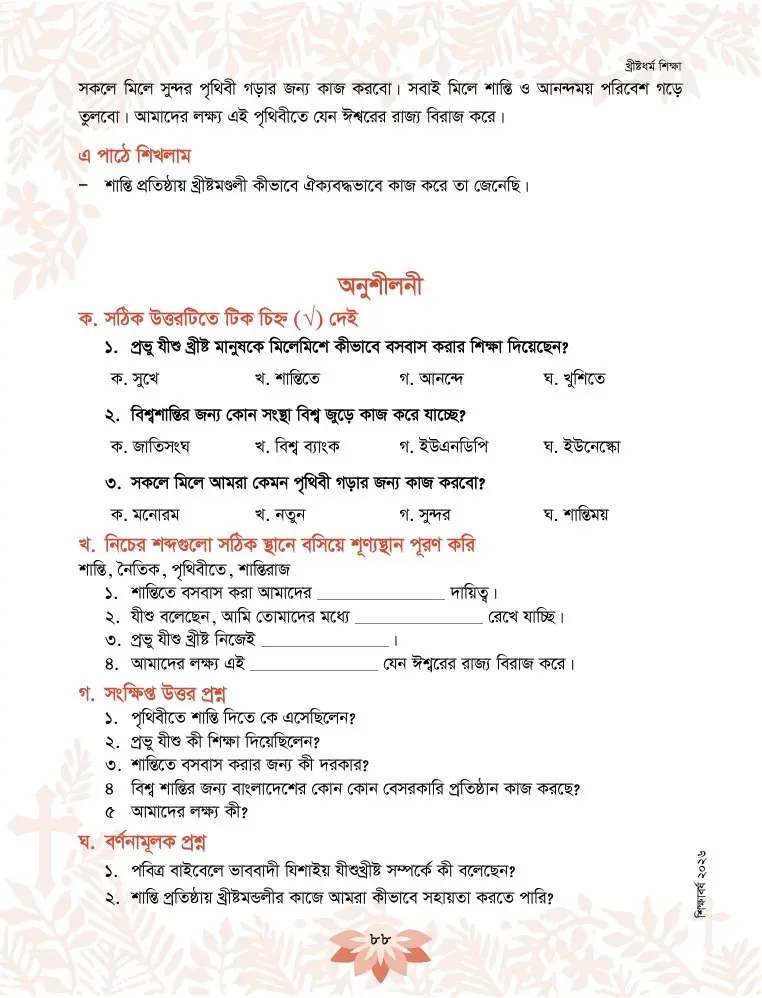 খ্রীষ্টধর্ম শিক্ষা
সকলে মিলে সুন্দর পৃথিবী গড়ার জন্য কাজ করবো। সবাই মিলে শান্তি ও আনন্দময় পরিবেশ গড়ে
তুলবো। আমাদের লক্ষ্য এই পৃথিবীতে যেন ঈশ্বরের রাজ্য বিরাজ করে।
এ পাঠে শিখলাম
– শান্তি প্রতিষ্ঠায় খ্রীষ্টমণ্ডলী কীভাবে ঐক্যবদ্ধভাবে কাজ করে তা জেনেছি।
অনুশীলনী
ক. সঠিক উত্তরটিতে টিক চিহ্ন (√) দেই
১. প্রভু যীশু খ্রীষ্ট মানুষকে মিলেমিশে কীভাবে বসবাস করার শিক্ষা দিয়েছেন?
ক. সুখে খ. শান্তিতে গ. আনন্দে ঘ. খুশিতে
২. বিশ্বশান্তির জন্য কোন সংস্থা বিশ্ব জুড়ে কাজ করে যাচ্ছে?
ক. জাতিসংঘ খ. বিশ্ব ব্যাংক গ. ইউএনডিপি ঘ. ইউনেস্কো
৩. সকলে মিলে আমরা কেমন পৃথিবী গড়ার জন্য কাজ করবো?
ক. মনোরম খ. নতুন গ. সুন্দর ঘ. শান্তিময়
খ. নিচের শব্দগুলো সঠিক স্থানে বসিয়ে শূণ্যস্থান পূরণ করি
শান্তি, নৈতিক, পৃথিবীতে, শান্তিরাজ
১. শান্তিতে বসবাস করা আমাদের ______________ দায়িত্ব।
২. যীশু বলেছেন, আমি তোমাদের মধ্যে ______________ রেখে যাচ্ছি।
৩. প্রভু যীশু খ্রীষ্ট নিজেই ______________ ।
৪. আমাদের লক্ষ্য এই ______________ যেন ঈশ্বরের রাজ্য বিরাজ করে।
গ. সংক্ষিপ্ত উত্তর প্রশ্ন
১. পৃথিবীতে শান্তি দিতে কে এসেছিলেন?
২. প্রভু যীশু কী শিক্ষা দিয়েছিলেন?
৩. শান্তিতে বসবাস করার জন্য কী দরকার?
৪ বিশ্ব শান্তির জন্য বাংলাদেশের কোন কোন বেসরকারি প্রতিষ্ঠান কাজ করছে?
৫ আমাদের লক্ষ্য কী?
ঘ. বর্ণনামূলক প্রশ্ন
১. পবিত্র বাইবেলে ভাববাদী যিশাইয় যীশুখ্রীষ্ট সম্পর্কে কী বলেছেন?
২. শান্তি প্রতিষ্ঠায় খ্রীষ্টমন্ডলীর কাজে আমরা কীভাবে সহায়তা করতে পারি?
শিক্ষাবর্ষ ২০২৬
৮৮